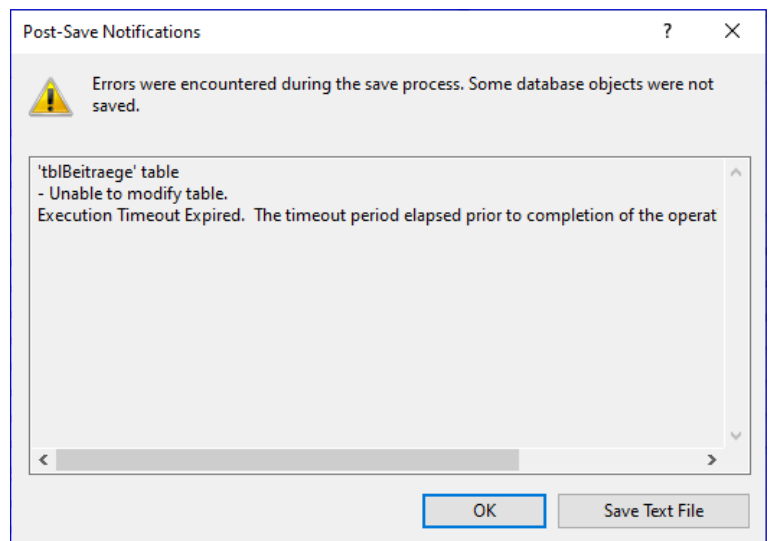 Post-Save Notifications
Errors were encountered during the save process. Some database objects were not
saved.
'tblBeitraege' table
- Unable to modify table.
Execution Timeout Expired.  The timeout period elapsed prior to completion of the operat
OK
Save Text File